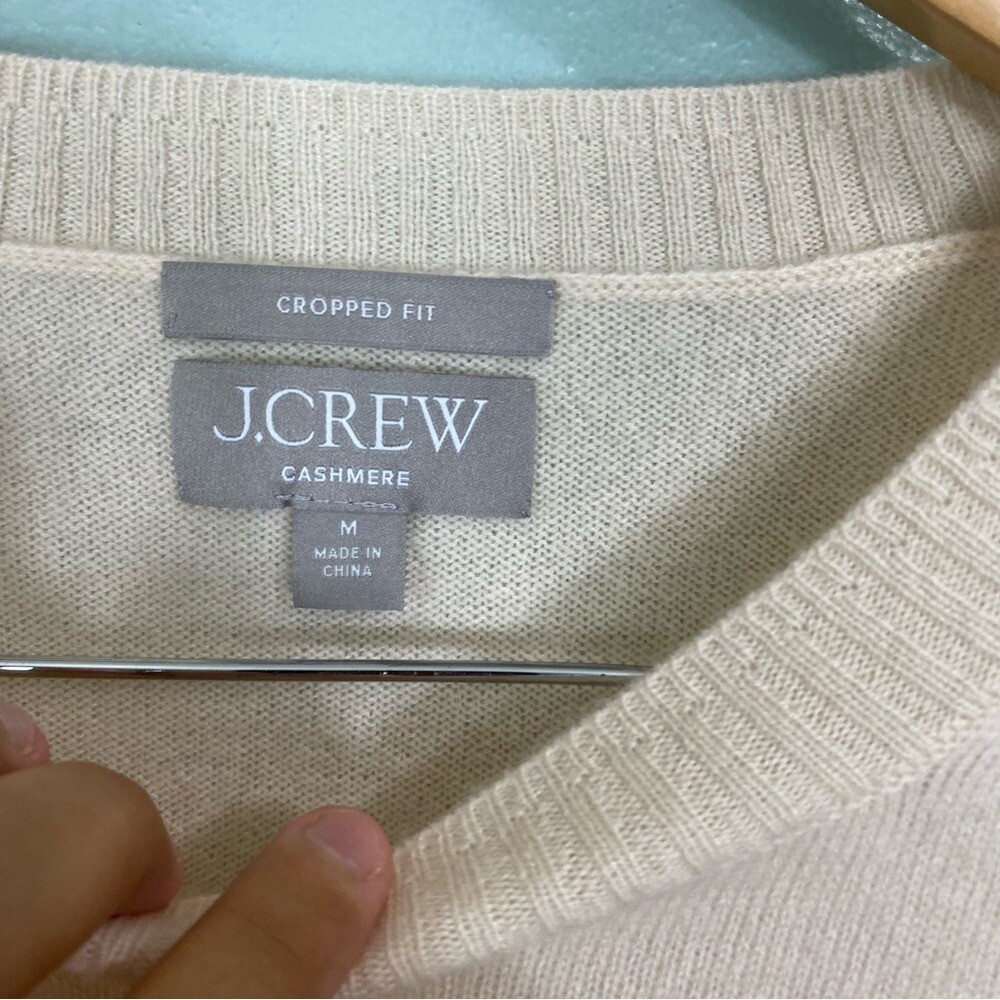 CROPPED FIT
J.CREW
CASHMERE
M
MADE IN
CHINA